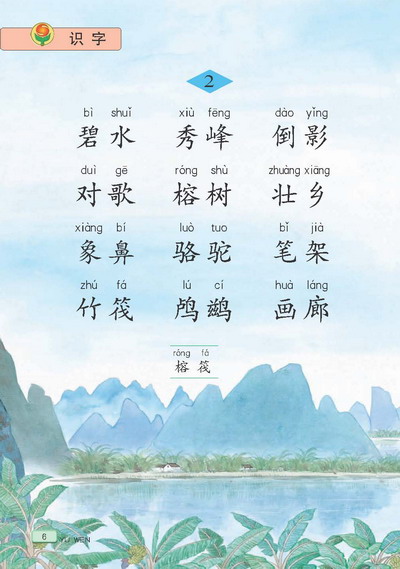 识字
2
bì shuǐ xiù fēng dào yǐng
碧水 秀峰 倒影
duì gē róng shù zhuàng xiāng
对歌 榕树 壮乡
xiàng bí luò tuo bǐ jià
象鼻 骆驼 笔架
zhú fá lú cí huà láng
竹筏 鸬鹚 画廊
róng fá
榕筏
6
YU WEN